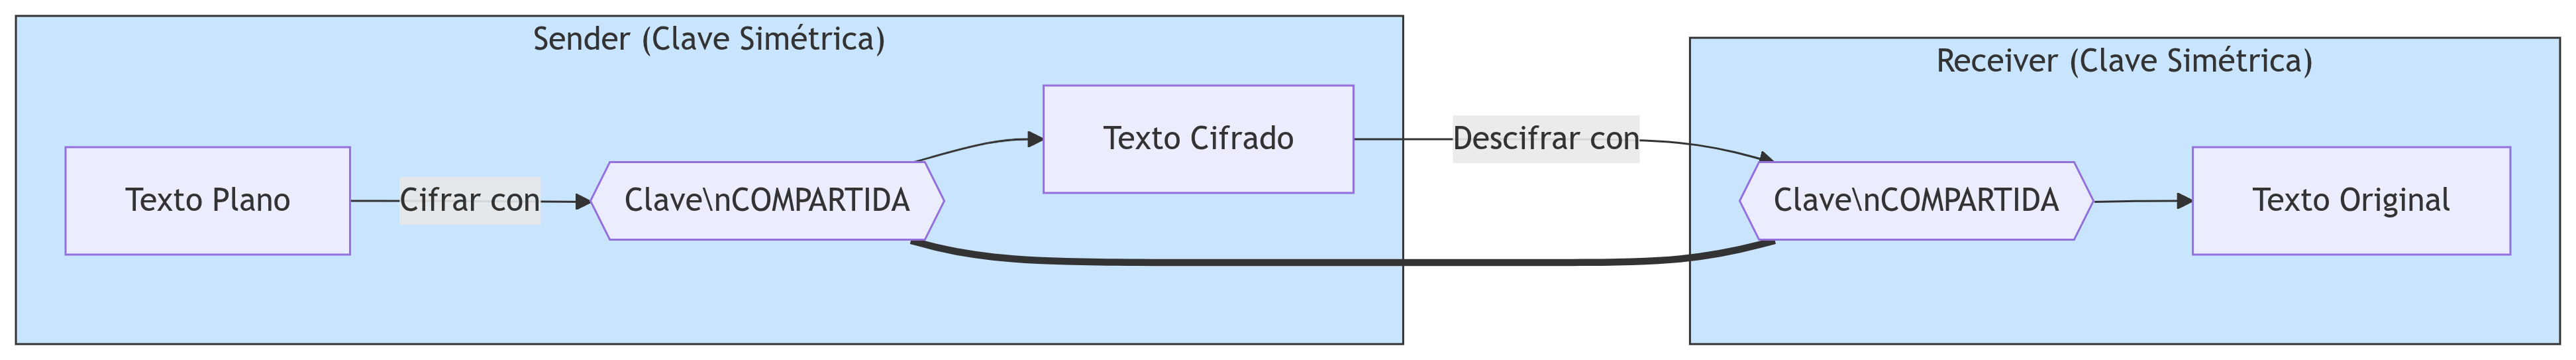 Sender (Clave Simétrica)
Texto Plano
Cifrar con
Clave\nCOMPARTIDA
Texto Cifrado
Descifrar con
Receiver (Clave Simétrica)
Clave\nCOMPARTIDA
Texto Original